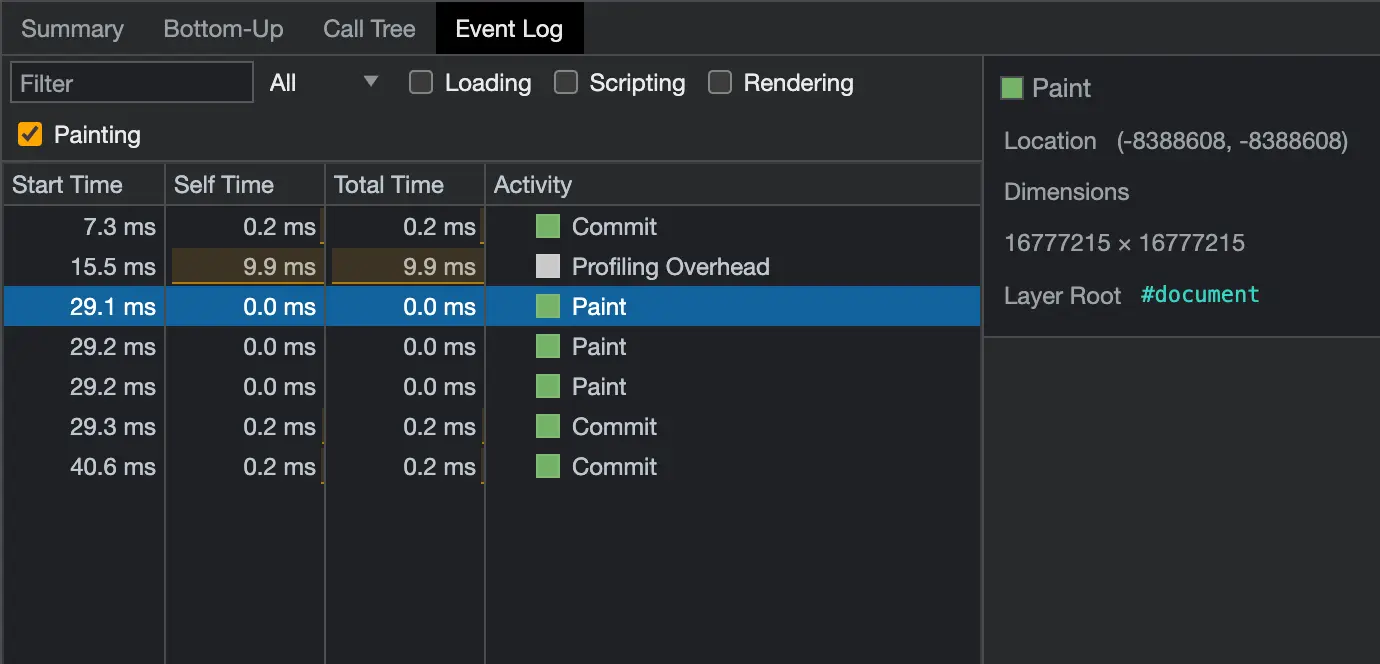 Summary Bottom-Up Call Tree Event Log
Filter All Loading Scripting Rendering
Painting
Start Time Self Time Total Time Activity
7.3 ms 0.2 ms 0.2 ms Commit
15.5 ms 9.9 ms 9.9 ms Profiling Overhead
29.1 ms 0.0 ms 0.0 ms Paint
29.2 ms 0.0 ms 0.0 ms Paint
29.2 ms 0.0 ms 0.0 ms Paint
29.3 ms 0.2 ms 0.2 ms Commit
40.6 ms 0.2 ms 0.2 ms Commit
Paint
Location (-8388608, -8388608)
Dimensions
16777215 × 16777215
Layer Root #document